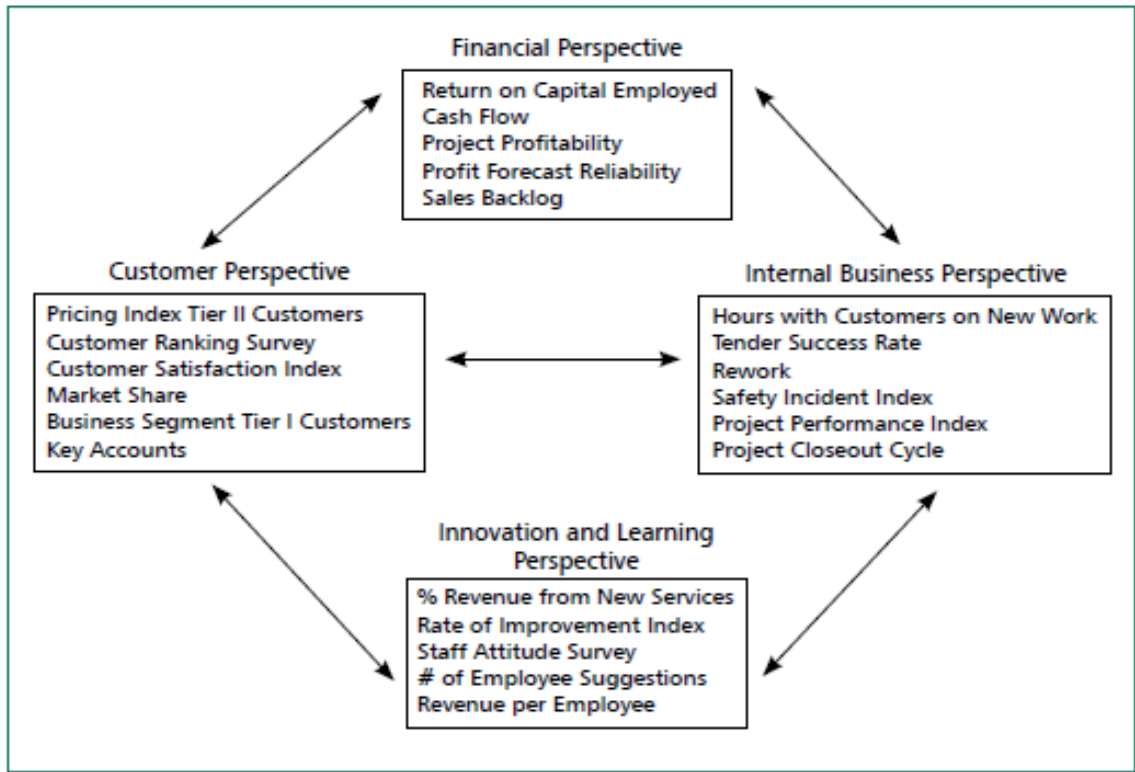 Financial Perspective
Return on Capital Employed
Cash Flow
Project Profitability
Profit Forecast Reliability
Sales Backlog
Customer Perspective
Pricing Index Tier II Customers
Customer Ranking Survey
Customer Satisfaction Index
Market Share
Business Segment Tier I Customers
Key Accounts
Internal Business Perspective
Hours with Customers on New Work
Tender Success Rate
Rework
Safety Incident Index
Project Performance Index
Project Closeout Cycle
Innovation and Learning
Perspective
% Revenue from New Services
Rate of Improvement Index
Staff Attitude Survey
# of Employee Suggestions
Revenue per Employee